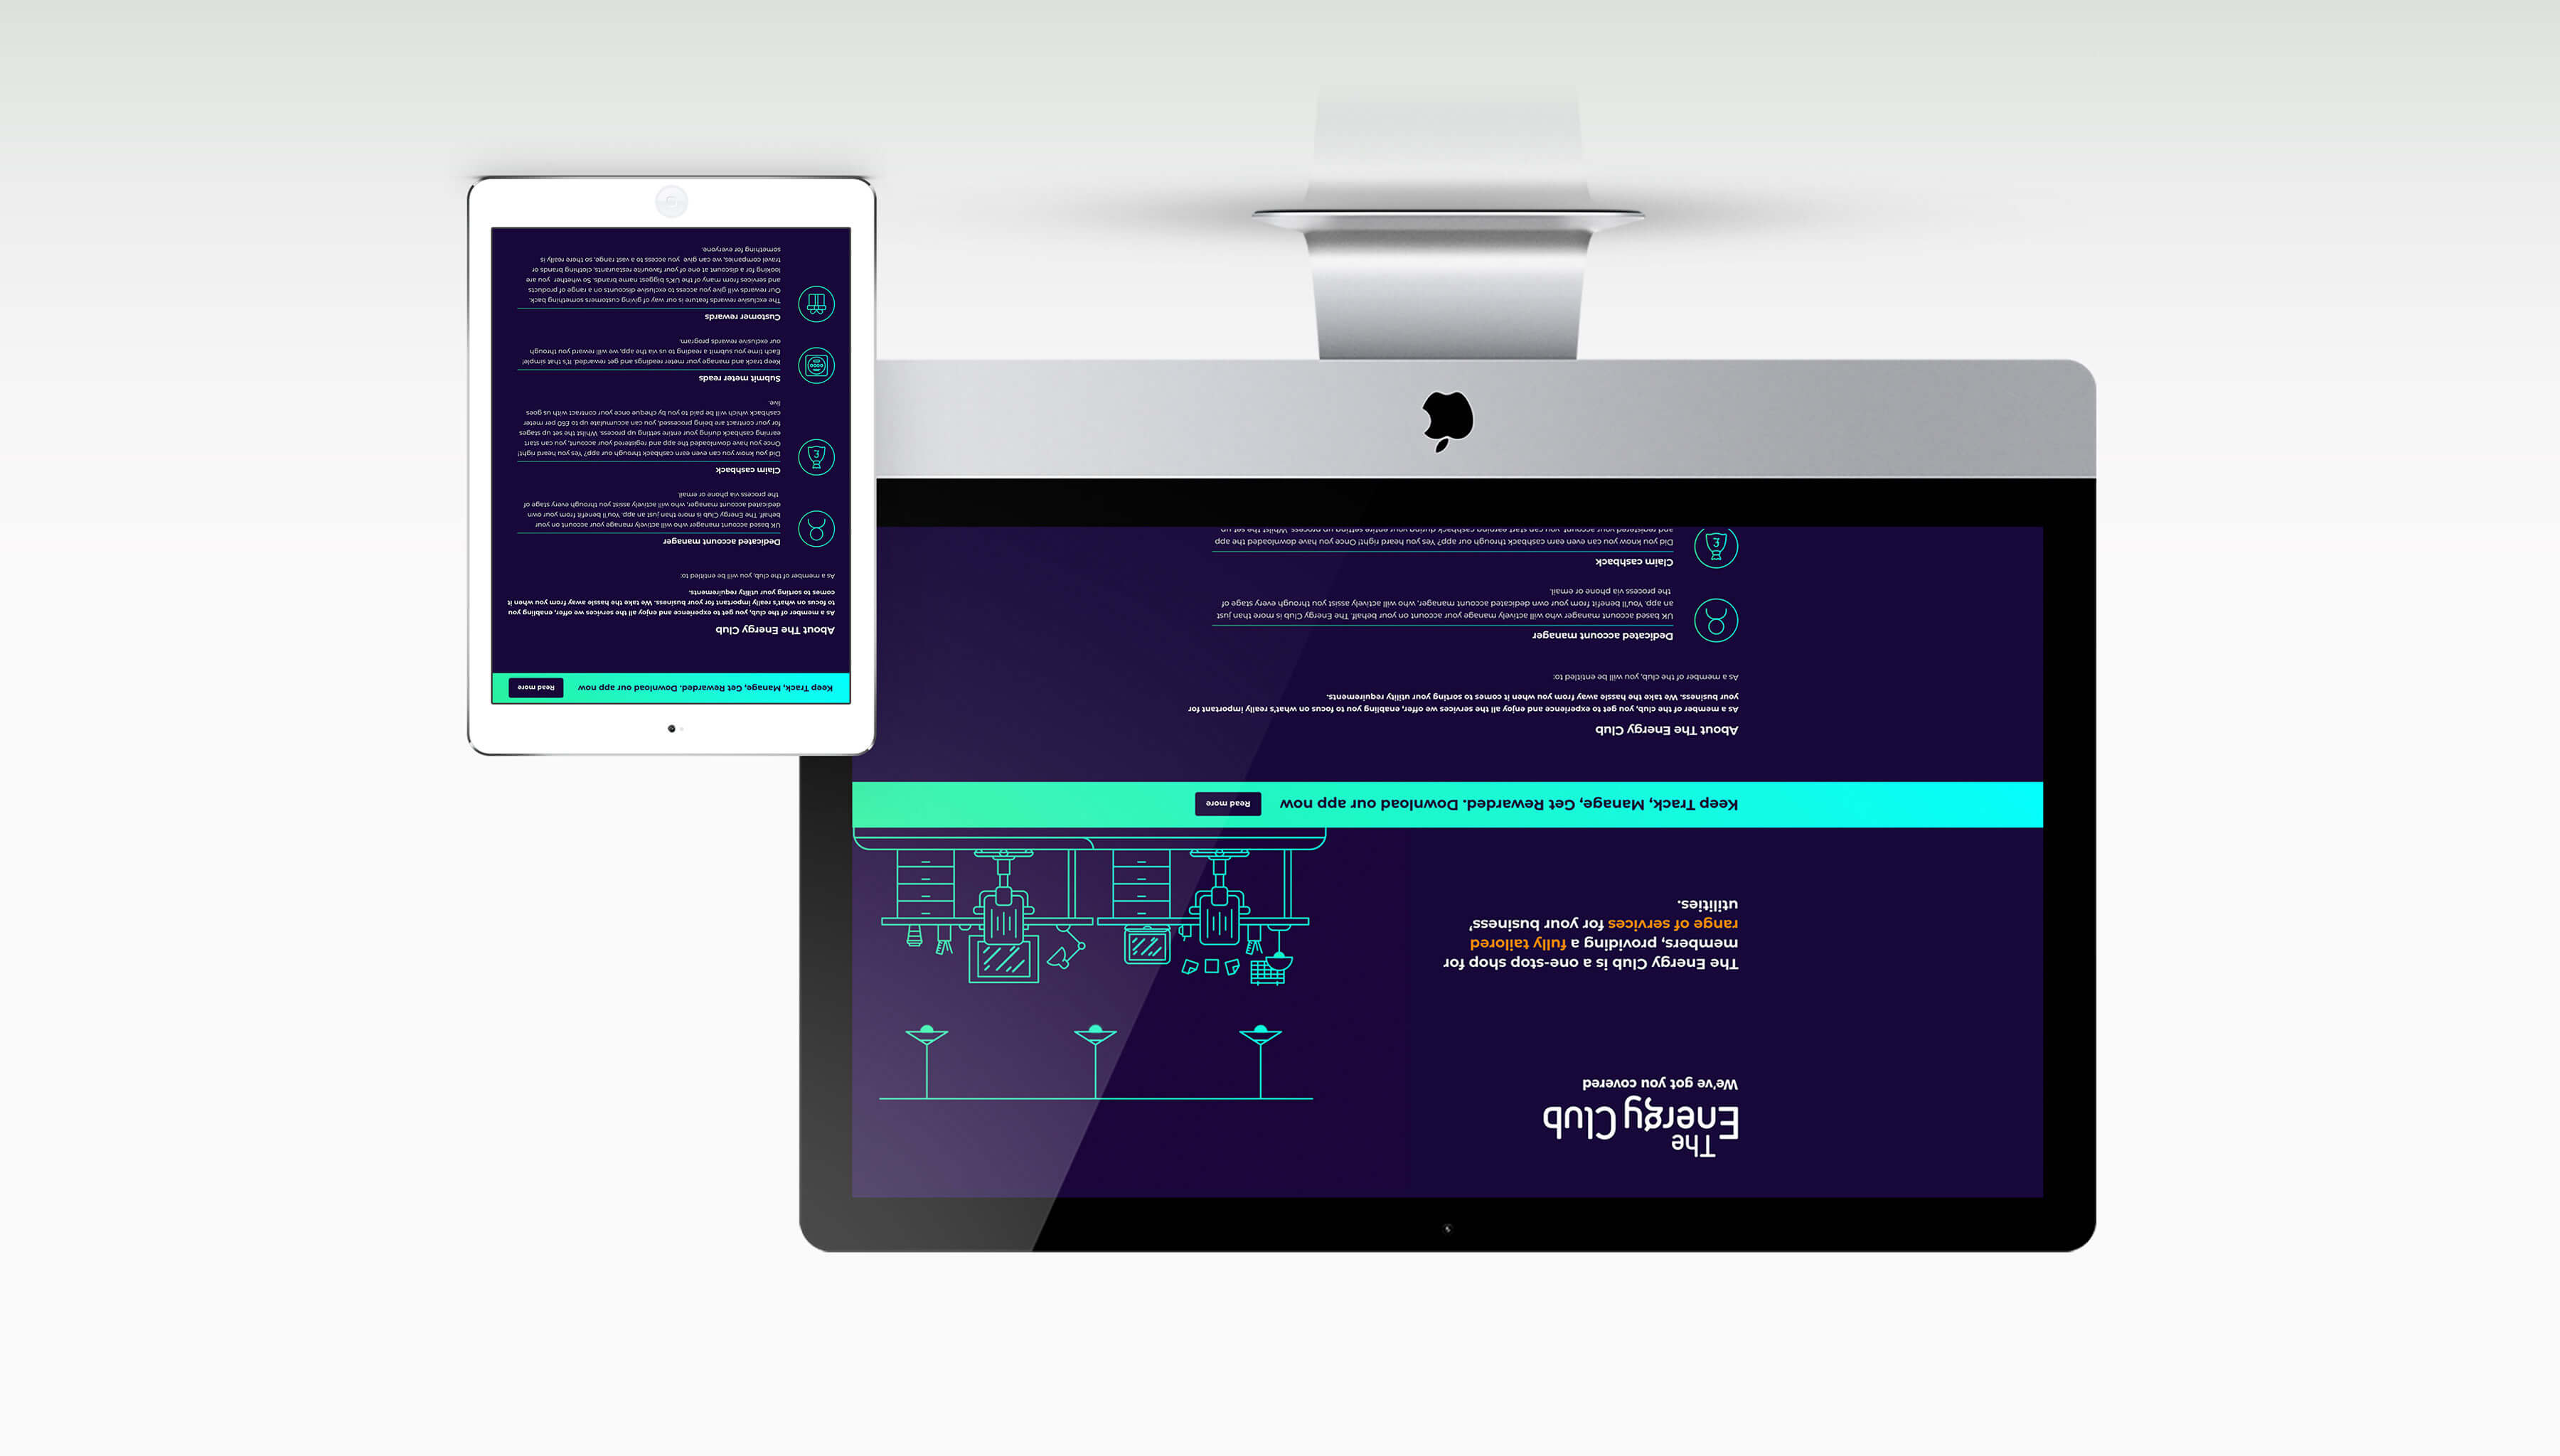 The
Energy Club
We've got you covered
The Energy Club is a one-stop shop for
members, providing a fully tailored
range of services for your business'
utilities.
Keep Track, Manage, Get Rewarded. Download our app now
Read more
About The Energy Club
As a member of the club, you get to experience and enjoy all the services we offer, enabling you to focus on what's really important for
your business. We take the hassle away from you when it comes to sorting your utility requirements.
As a member of the club, you will be entitled to:
Dedicated account manager
UK based account manager who will actively manage your account on your behalf. The Energy Club is more than just
an app. You'll benefit from your own dedicated account manager, who will actively assist you through every stage of
the process via phone or email.
3
Claim cashback
Did you know you can even earn cashback through our app? Yes you heard right! Once you have downloaded the app
and registered your account, you can start earning cashback during your entire setting up process. Whilst the set up
Keep Track, Manage, Get Rewarded. Download our app now
Read more
About The Energy Club
As a member of the club, you get to experience and enjoy all the services we offer, enabling you
to focus on what's really important for your business. We take the hassle away from you when it
comes to sorting your utility requirements.
As a member of the club, you will be entitled to:
Dedicated account manager
UK based account manager who will actively manage your account on your
behalf. The Energy Club is more than just an app. You'll benefit from your own
dedicated account manager, who will actively assist you through every stage of
the process via phone or email.
3
Claim cashback
Did you know you can even earn cashback through our app? Yes you heard right!
Once you have downloaded the app and registered your account, you can start
earning cashback during your entire setting up process. Whilst the set up stages
for your contract are being processed, you can accumulate up to £60 per meter
cashback which will be paid to you by cheque once your contract with us goes
live.
Submit meter reads
Keep track and manage your meter readings and get rewarded. It's that simple!
Each time you submit a reading to us via the app, we will reward you through
our exclusive rewards program.
Customer rewards
The exclusive rewards feature is our way of giving customers something back.
Our rewards will give you access to exclusive discounts on a range of products
and services from many of the UK's biggest name brands. So whether you are
looking for a discount at one of your favourite restaurants, clothing brands or
travel companies, we can give you access to a vast range, so there really is
something for everyone.